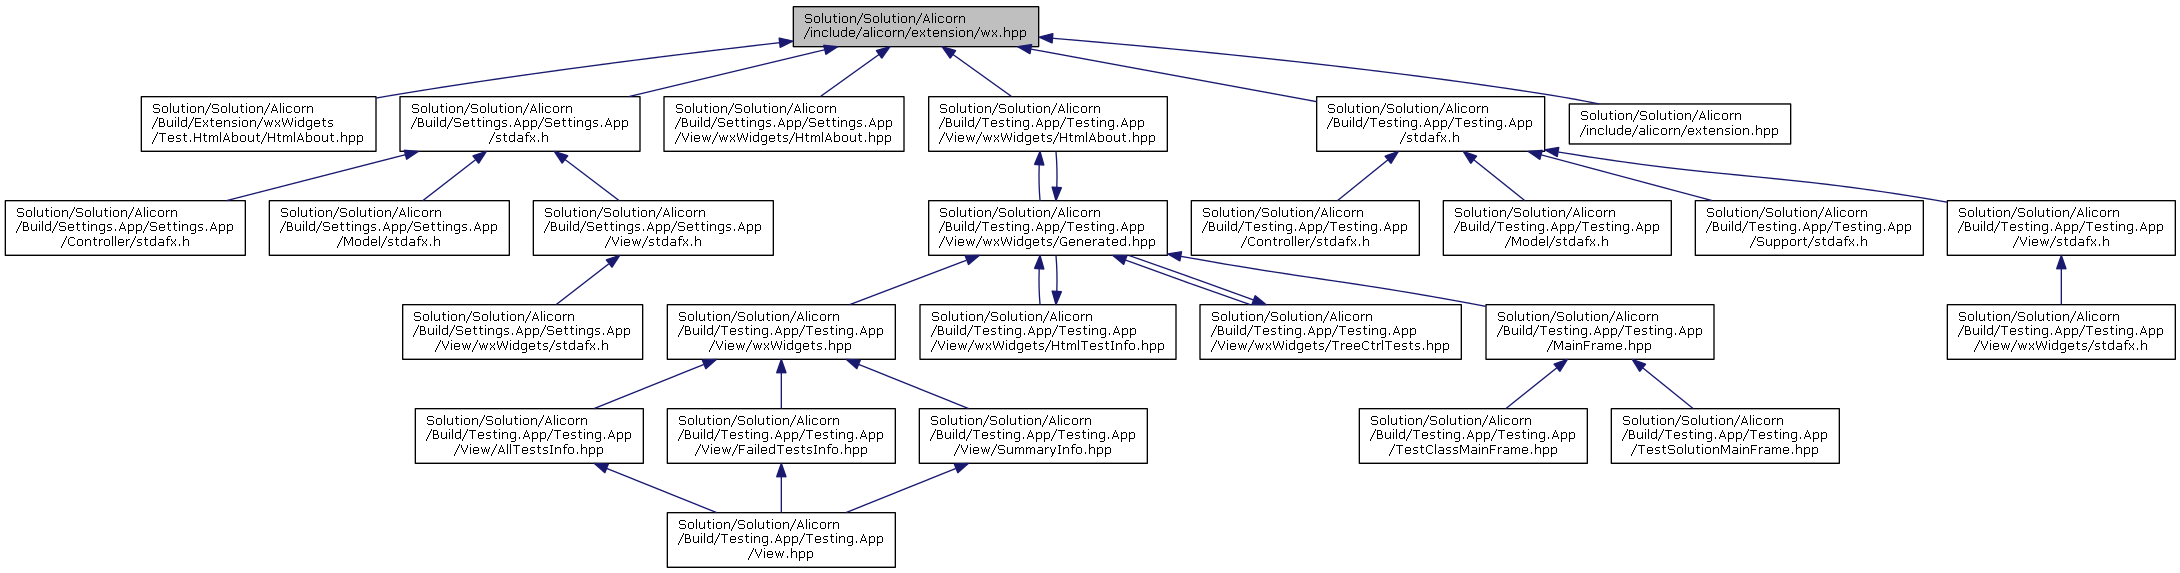 Solution/Solution/Alicorn
/include/alicorn/extension/wx.hpp
Solution/Solution/Alicorn
/Build/Extension/wxWidgets
/Test.HtmlAbout/HtmlAbout.hpp
Solution/Solution/Alicorn
/Build/Settings.App/Settings.App
/stdafx.h
Solution/Solution/Alicorn
/Build/Settings.App/Settings.App
/View/wxWidgets/HtmlAbout.hpp
Solution/Solution/Alicorn
/Build/Testing.App/Testing.App
/View/wxWidgets/HtmlAbout.hpp
Solution/Solution/Alicorn
/Build/Testing.App/Testing.App
/stdafx.h
Solution/Solution/Alicorn
/include/alicorn/extension.hpp
Solution/Solution/Alicorn
/Build/Settings.App/Settings.App
/Controller/stdafx.h
Solution/Solution/Alicorn
/Build/Settings.App/Settings.App
/Model/stdafx.h
Solution/Solution/Alicorn
/Build/Settings.App/Settings.App
/View/stdafx.h
Solution/Solution/Alicorn
/Build/Testing.App/Testing.App
/View/wxWidgets/Generated.hpp
Solution/Solution/Alicorn
/Build/Testing.App/Testing.App
/Controller/stdafx.h
Solution/Solution/Alicorn
/Build/Testing.App/Testing.App
/Model/stdafx.h
Solution/Solution/Alicorn
/Build/Testing.App/Testing.App
/Support/stdafx.h
Solution/Solution/Alicorn
/Build/Testing.App/Testing.App
/View/stdafx.h
Solution/Solution/Alicorn
/Build/Settings.App/Settings.App
/View/wxWidgets/stdafx.h
Solution/Solution/Alicorn
/Build/Testing.App/Testing.App
/View/wxWidgets.hpp
Solution/Solution/Alicorn
/Build/Testing.App/Testing.App
/View/wxWidgets/HtmlTestInfo.hpp
Solution/Solution/Alicorn
/Build/Testing.App/Testing.App
/View/wxWidgets/TreeCtrlTests.hpp
Solution/Solution/Alicorn
/Build/Testing.App/Testing.App
/MainFrame.hpp
Solution/Solution/Alicorn
/Build/Testing.App/Testing.App
/View/wxWidgets/stdafx.h
Solution/Solution/Alicorn
/Build/Testing.App/Testing.App
/View/AllTestsInfo.hpp
Solution/Solution/Alicorn
/Build/Testing.App/Testing.App
/View/FailedTestsInfo.hpp
Solution/Solution/Alicorn
/Build/Testing.App/Testing.App
/View/SummaryInfo.hpp
Solution/Solution/Alicorn
/Build/Testing.App/Testing.App
/TestClassMainFrame.hpp
Solution/Solution/Alicorn
/Build/Testing.App/Testing.App
/TestSolutionMainFrame.hpp
Solution/Solution/Alicorn
/Build/Testing.App/Testing.App
/View.hpp